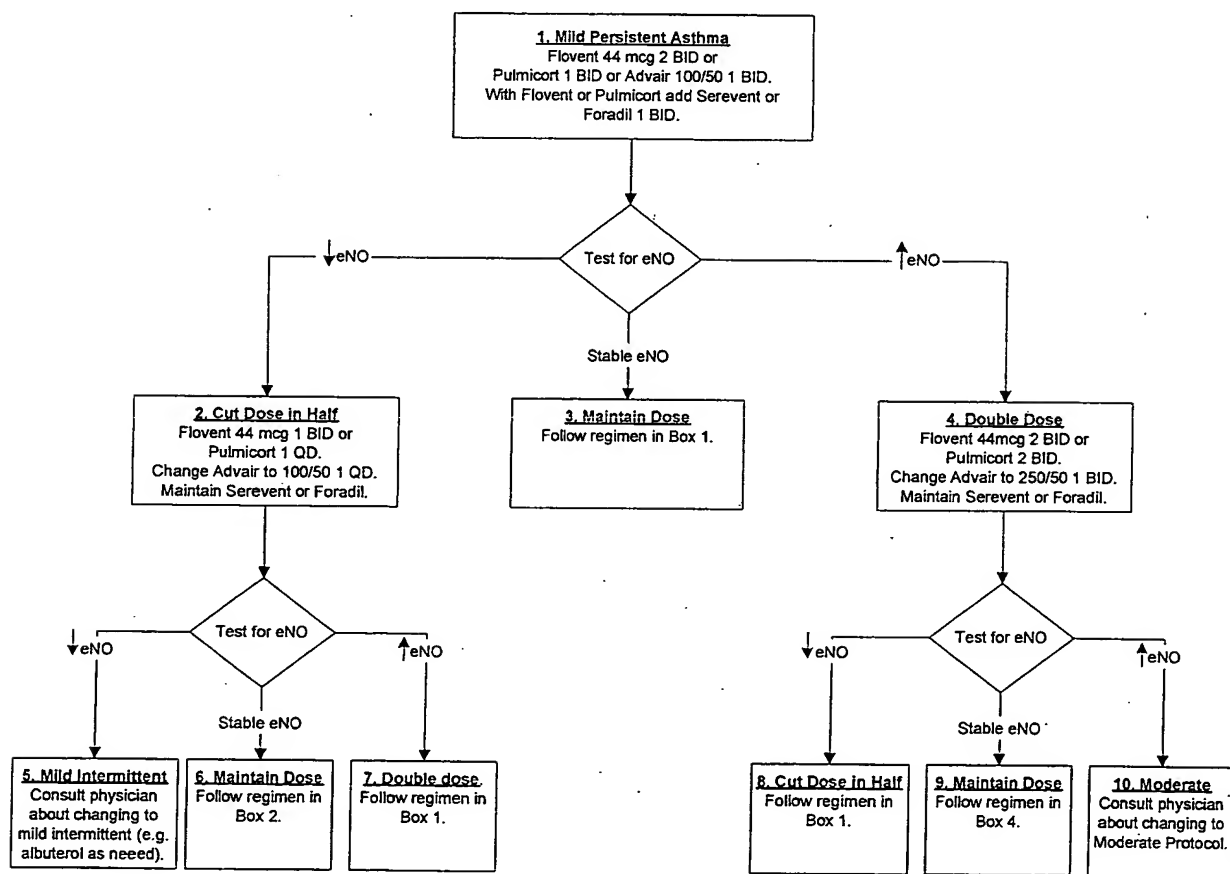 1. Mild Persistent Asthma
Flovent 44 mcg 2 BID or
Pulmicort 1 BID or Advair 100/50 1 BID.
With Flovent or Pulmicort add Serevent or
Foradil 1 BID.
↓eNO
Test for eNO
↑eNO
Stable eNO
2. Cut Dose in Half
Flovent 44 mcg 1 BID or
Pulmicort 1 QD.
Change Advair to 100/50 1 QD.
Maintain Serevent or Foradil.
3. Maintain Dose
Follow regimen in Box 1.
4. Double Dose
Flovent 44mcg 2 BID or
Pulmicort 2 BID.
Change Advair to 250/50 1 BID.
Maintain Serevent or Foradil.
↓eNO
Test for eNO
↑eNO
Stable eNO
↓eNO
Test for eNO
↑eNO
Stable eNO
5. Mild Intermittent
Consult physician
about changing to
mild intermittent (e.g.
albuterol as neeed).
6. Maintain Dose
Follow regimen in
Box 2.
7. Double dose.
Follow regimen in
Box 1.
8. Cut Dose in Half
Follow regimen in
Box 1.
9. Maintain Dose
Follow regimen in
Box 4.
10. Moderate
Consult physician
about changing to
Moderate Protocol.